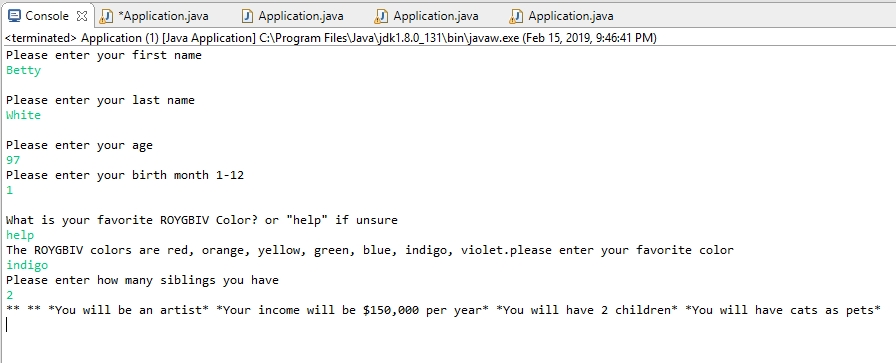 Console *Application.java Application.java Application.java Application.java
<terminated> Application (1) [Java Application] C:\Program Files\Java\jdk1.8.0_131\bin\javaw.exe (Feb 15, 2019, 9:46:41 PM)
Please enter your first name
Betty
Please enter your last name
White
Please enter your age
97
Please enter your birth month 1-12
1
What is your favorite ROYGBIV Color? or "help" if unsure
help
The ROYGBIV colors are red, orange, yellow, green, blue, indigo, violet.please enter your favorite color
indigo
Please enter how many siblings you have
2
** ** *You will be an artist* *Your income will be $150,000 per year* *You will have 2 children* *You will have cats as pets*